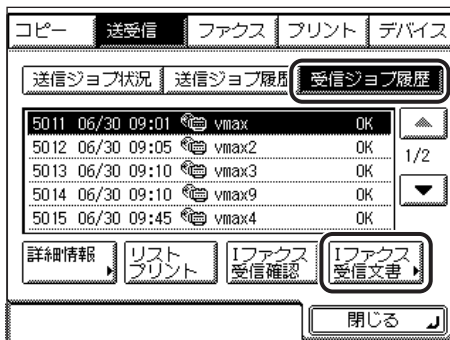 コピー 送受信 ファクス プリント デバイス
送信ジョブ状況 送信ジョブ履歴 受信ジョブ履歴
5011 06/30 09:01 vmax OK
5012 06/30 09:05 vmax2 OK
1/2
5013 06/30 09:10 vmax3 OK
5014 06/30 09:10 vmax9 OK
5015 06/30 09:45 vmax4 OK
詳細情報 リスト Iファクス Iファクス
プリント 受信確認 受信文書
閉じる